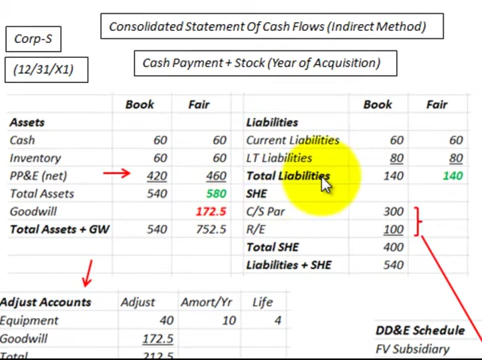 Consolidated Statement Of Cash Flows (Indirect Method)
Corp-S
Cash Payment + Stock (Year of Acquisition)
(12/31/X1)
Book Fair Book Fair
Assets Liabilities
Cash 60 60 Current Liabilities 60 60
Inventory 60 60 LT Liabilities 80 80
PP&E (net) 420 460 Total Liabilities 140 140
Total Assets 540 580 SHE
Goodwill 172.5 C/S Par 300
Total Assets + GW 540 752.5 R/E 100
Total SHE 400
Liabilities + SHE 540
Adjust Accounts Adjust Amort/Yr Life
Equipment 40 10 4
Goodwill 172.5 DD&E Schedule
Total 212.5 FV Subsidiary